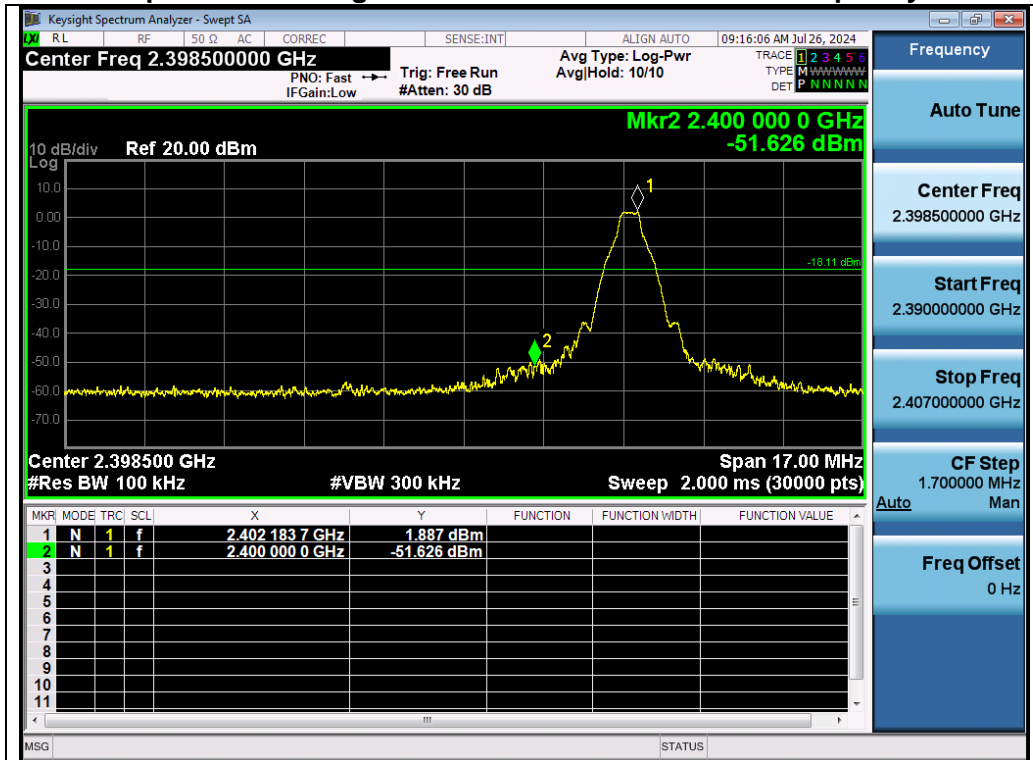 Keysight Spectrum Analyzer - Swept SA
LXI RL RF 50 Ω AC CORREC SENSE:INT ALIGN AUTO 09:16:06 AM Jul 26, 2024
Center Freq 2.398500000 GHz
PNO: Fast
IFGain:Low
Trig: Free Run
#Atten: 30 dB
Avg Type: Log-Pwr
Avg|Hold: 10/10
TRACE 1 2 3 4 5 6
TYPE M WWWWW
DET P N N N N N
Mkr2 2.400 000 0 GHz
-51.626 dBm
10 dB/div Ref 20.00 dBm
Log
10.0
0.00
-10.0
-20.0
-30.0
-40.0
-50.0
-60.0
-70.0
1
-18.11 dBm
2
Center 2.398500 GHz Span 17.00 MHz
#Res BW 100 kHz #VBW 300 kHz Sweep 2.000 ms (30000 pts)
MKR MODE TRC SCL X Y FUNCTION FUNCTION WIDTH FUNCTION VALUE
1 N 1 f 2.402 183 7 GHz 1.887 dBm
2 N 1 f 2.400 000 0 GHz -51.626 dBm
3
4
5
6
7
8
9
10
11
MSG STATUS
Frequency
Auto Tune
Center Freq
2.398500000 GHz
Start Freq
2.390000000 GHz
Stop Freq
2.407000000 GHz
CF Step
1.700000 MHz
Auto Man
Freq Offset
0 Hz